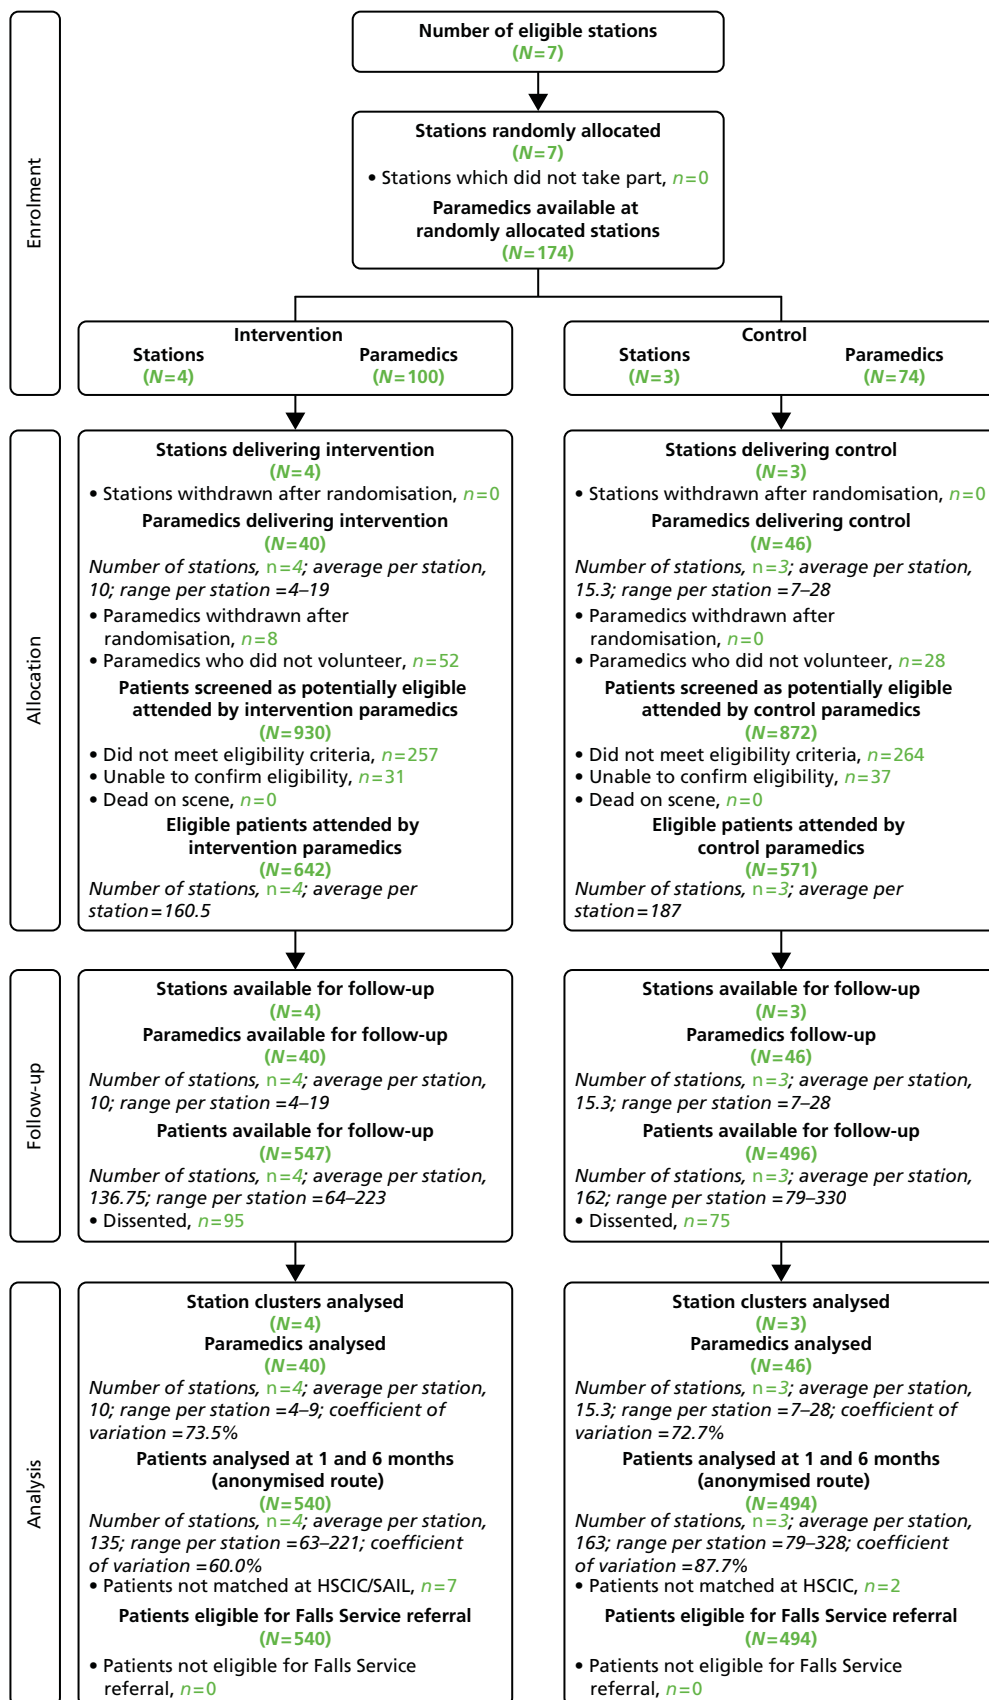 Enrolment
Number of eligible stations
(N=7)
Stations randomly allocated
(N=7)
• Stations which did not take part, n=0
Paramedics available at
randomly allocated stations
(N=174)
Intervention
Stations Paramedics
(N=4) (N=100)
Control
Stations Paramedics
(N=3) (N=74)
Allocation
Stations delivering intervention
(N=4)
• Stations withdrawn after randomisation, n=0
Paramedics delivering intervention
(N=40)
Number of stations, n=4; average per station,
10; range per station=4–19
• Paramedics withdrawn after
randomisation, n=8
• Paramedics who did not volunteer, n=52
Patients screened as potentially eligible
attended by intervention paramedics
(N=930)
• Did not meet eligibility criteria, n=257
• Unable to confirm eligibility, n=31
• Dead on scene, n=0
Eligible patients attended by
intervention paramedics
(N=642)
Number of stations, n=4; average per
station=160.5
Stations delivering control
(N=3)
• Stations withdrawn after randomisation, n=0
Paramedics delivering control
(N=46)
Number of stations, n=3; average per station,
15.3; range per station=7–28
• Paramedics withdrawn after
randomisation, n=0
• Paramedics who did not volunteer, n=28
Patients screened as potentially eligible
attended by control paramedics
(N=872)
• Did not meet eligibility criteria, n=264
• Unable to confirm eligibility, n=37
• Dead on scene, n=0
Eligible patients attended by
control paramedics
(N=571)
Number of stations, n=3; average per
station=187
Follow-up
Stations available for follow-up
(N=4)
Paramedics available for follow-up
(N=40)
Number of stations, n=4; average per station,
10; range per station=4–19
Patients available for follow-up
(N=547)
Number of stations, n=4; average per station,
136.75; range per station=64–223
• Dissented, n=95
Stations available for follow-up
(N=3)
Paramedics follow-up
(N=46)
Number of stations, n=3; average per station,
15.3; range per station=7–28
Patients available for follow-up
(N=496)
Number of stations, n=3; average per station,
162; range per station=79–330
• Dissented, n=75
Analysis
Station clusters analysed
(N=4)
Paramedics analysed
(N=40)
Number of stations, n=4; average per station,
10; range per station=4–9; coefficient of
variation=73.5%
Patients analysed at 1 and 6 months
(anonymised route)
(N=540)
Number of stations, n=4; average per station,
135; range per station=63–221; coefficient
of variation=60.0%
• Patients not matched at HSCIC/SAIL, n=7
Patients eligible for Falls Service referral
(N=540)
• Patients not eligible for Falls Service
referral, n=0
Station clusters analysed
(N=3)
Paramedics analysed
(N=46)
Number of stations, n=3; average per station,
15.3; range per station=7–28; coefficient of
variation=72.7%
Patients analysed at 1 and 6 months
(anonymised route)
(N=494)
Number of stations, n=3; average per station,
163; range per station=79–328; coefficient
of variation=87.7%
• Patients not matched at HSCIC, n=2
Patients eligible for Falls Service referral
(N=494)
• Patients not eligible for Falls Service
referral, n=0